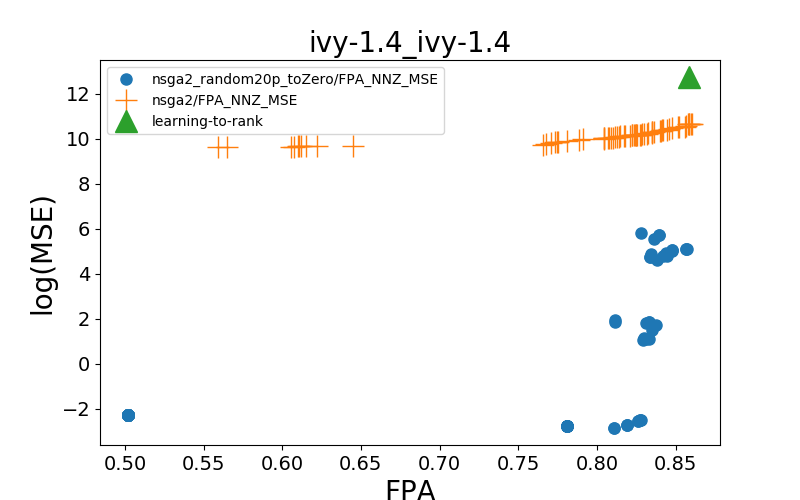 ivy-1.4_ivy-1.4
nsga2_random20p_toZero/FPA_NNZ_MSE
nsga2/FPA_NNZ_MSE
learning-to-rank
log(MSE)
12
10
8
6
4
2
0
−2
0.50 0.55 0.60 0.65 0.70 0.75 0.80 0.85
FPA